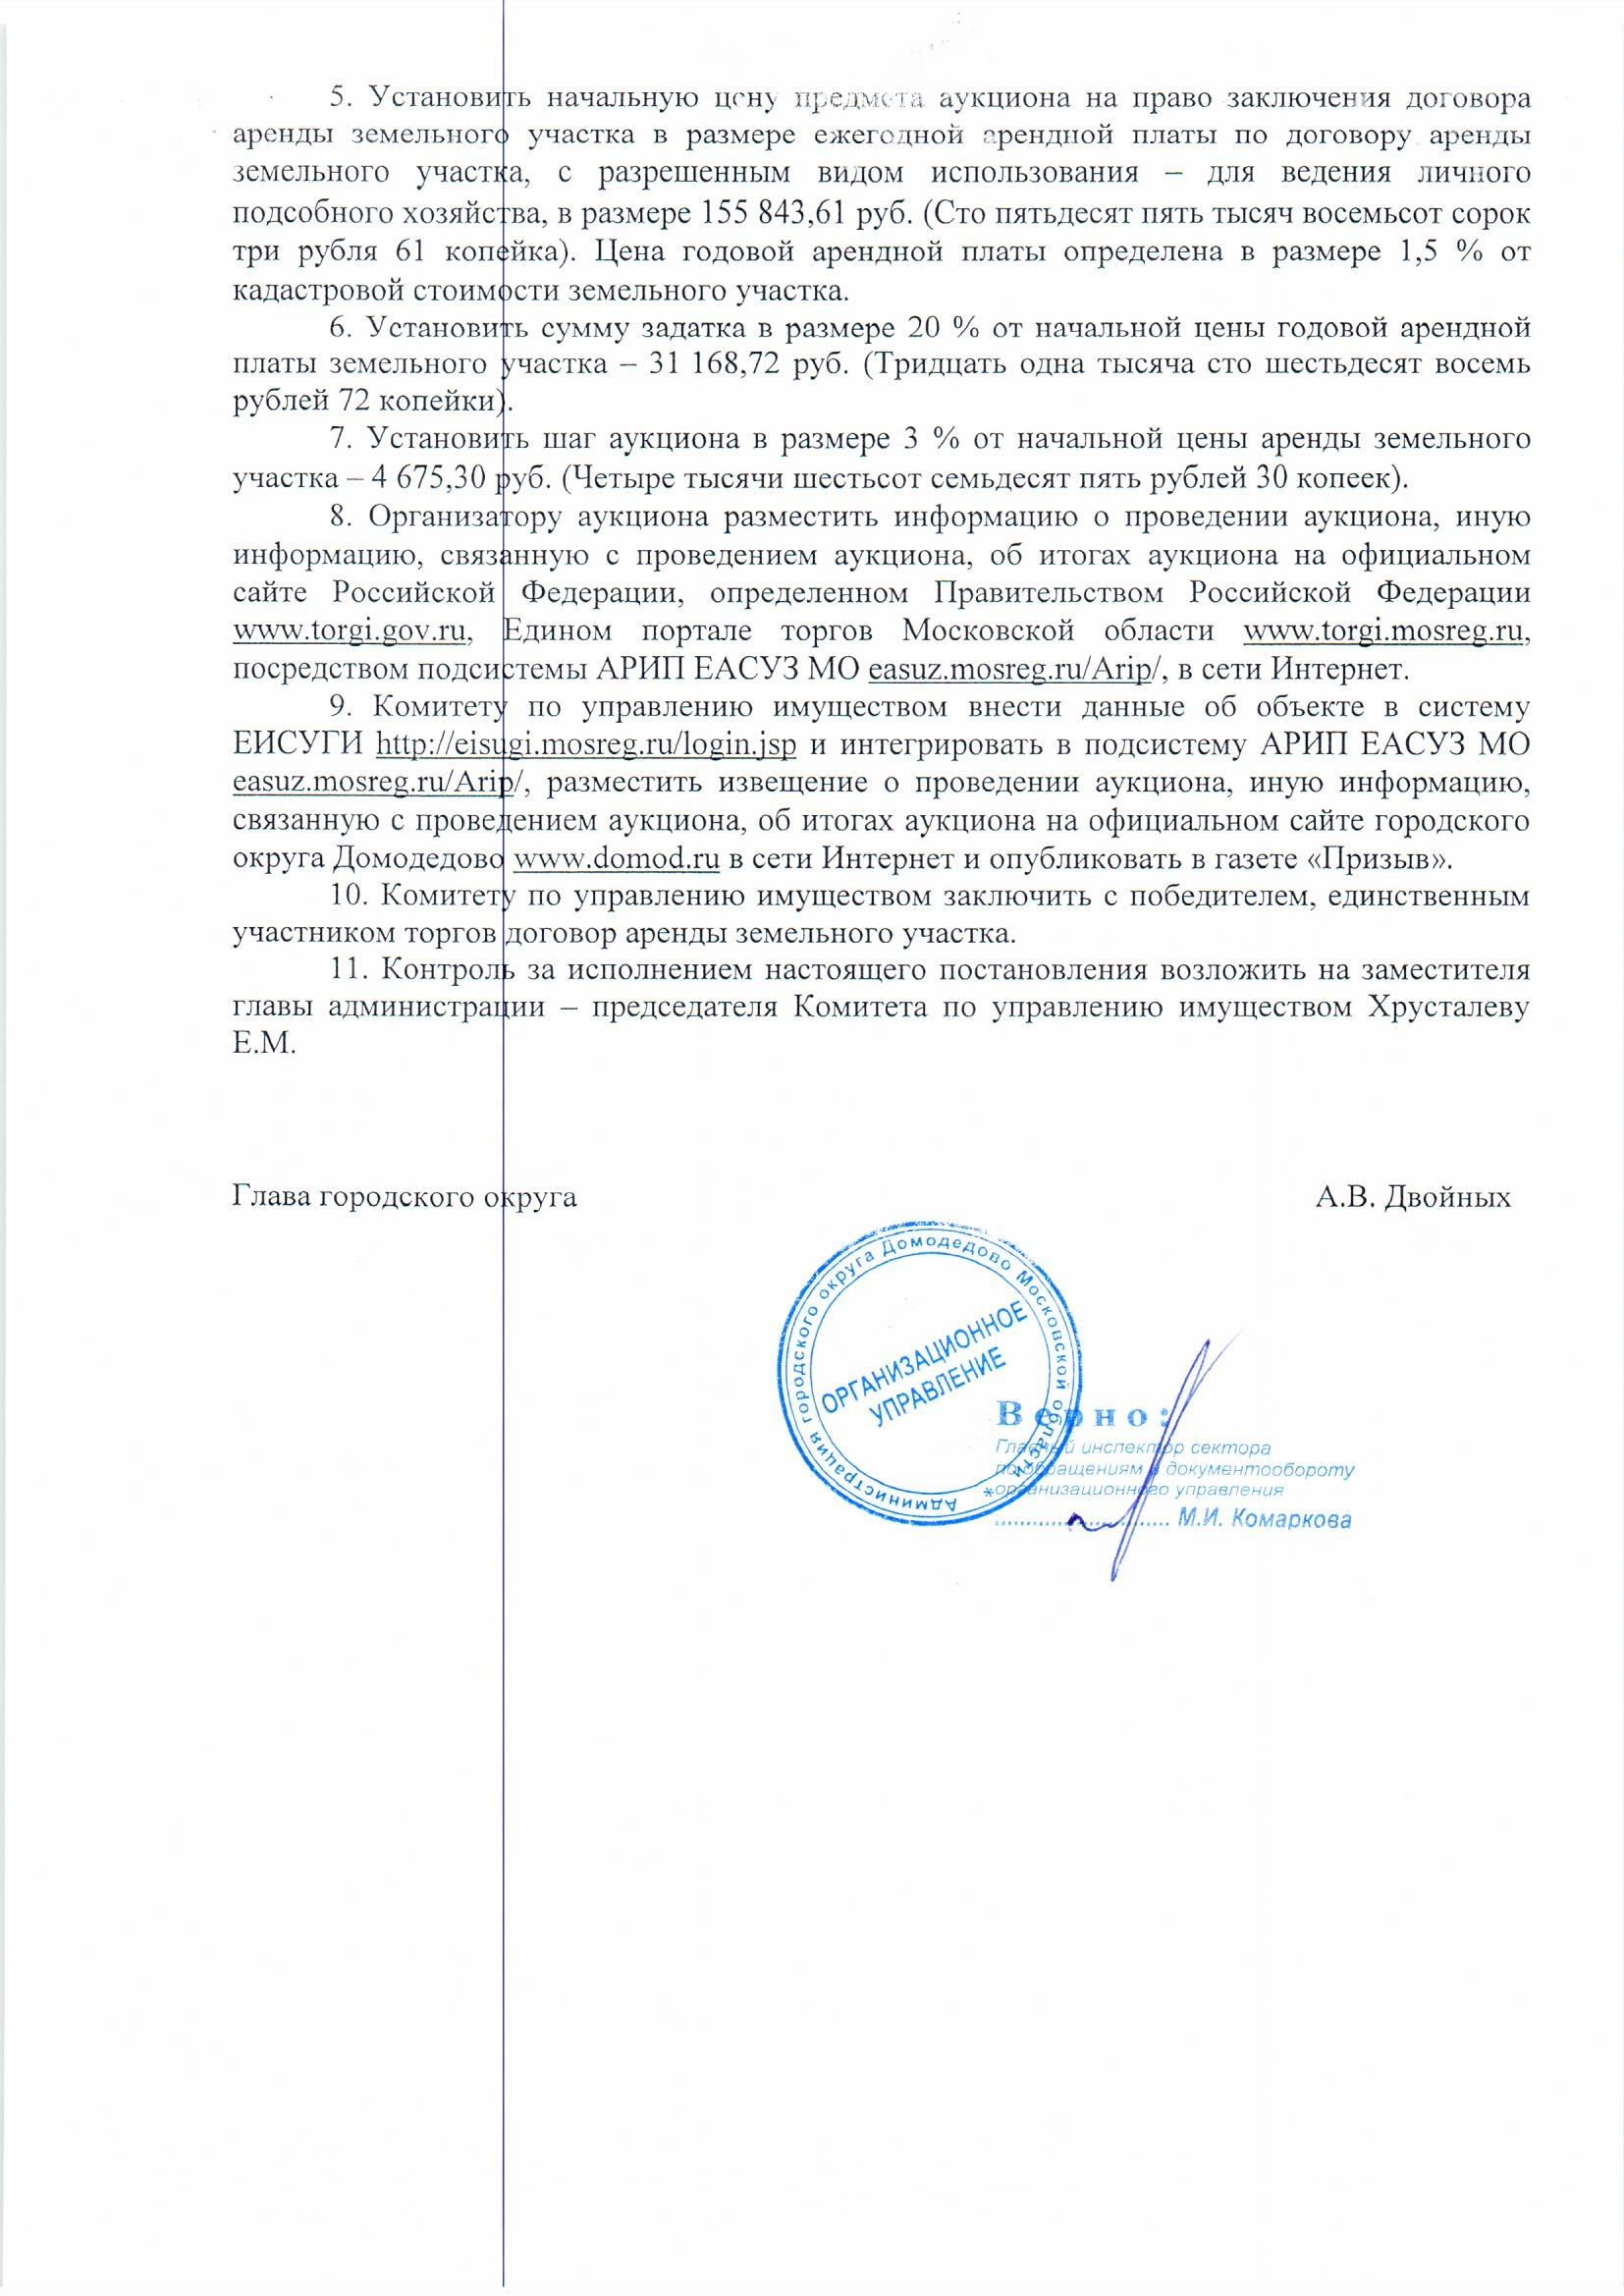 5. Установить начальную цену предмета аукциона на право заключения договора
аренды земельного участка в размере ежегодной арендной платы по договору аренды
земельного участка, с разрешенным видом использования – для ведения личного
подсобного хозяйства, в размере 155 843,61 руб. (Сто пятьдесят пять тысяч восемьсот сорок
три рубля 61 копейка). Цена годовой арендной платы определена в размере 1,5 % от
кадастровой стоимости земельного участка.
6. Установить сумму задатка в размере 20 % от начальной цены годовой арендной
платы земельного участка – 31 168,72 руб. (Тридцать одна тысяча сто шестьдесят восемь
рублей 72 копейки).
7. Установить шаг аукциона в размере 3 % от начальной цены аренды земельного
участка – 4 675,30 руб. (Четыре тысячи шестьсот семьдесят пять рублей 30 копеек).
8. Организатору аукциона разместить информацию о проведении аукциона, иную
информацию, связанную с проведением аукциона, об итогах аукциона на официальном
сайте Российской Федерации, определенном Правительством Российской Федерации
www.torgi.gov.ru, Едином портале торгов Московской области www.torgi.mosreg.ru,
посредством подсистемы АРИП ЕАСУЗ МО easuz.mosreg.ru/Arip/, в сети Интернет.
9. Комитету по управлению имуществом внести данные об объекте в систему
ЕИСУГИ http://eisugi.mosreg.ru/login.jsp и интегрировать в подсистему АРИП ЕАСУЗ МО
easuz.mosreg.ru/Arip/, разместить извещение о проведении аукциона, иную информацию,
связанную с проведением аукциона, об итогах аукциона на официальном сайте городского
округа Домодедово www.domod.ru в сети Интернет и опубликовать в газете «Призыв».
10. Комитету по управлению имуществом заключить с победителем, единственным
участником торгов договор аренды земельного участка.
11. Контроль за исполнением настоящего постановления возложить на заместителя
главы администрации – председателя Комитета по управлению имуществом Хрусталеву
Е.М.
Глава городского округа А.В. Двойных
Администрация городского округа Домодедово Московской области *
ОРГАНИЗАЦИОННОЕ
УПРАВЛЕНИЕ
Верно:
Главный инспектор сектора
по обращениям и документообороту
организационного управления
М.И. Комаркова